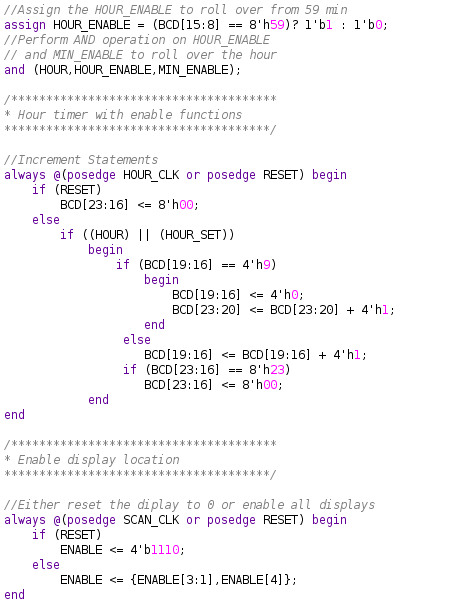 //Assign the HOUR_ENABLE to roll over from 59 min
assign HOUR_ENABLE = (BCD[15:8] == 8'h59)? 1'b1 : 1'b0;
//Perform AND operation on HOUR_ENABLE
// and MIN_ENABLE to roll over the hour
and (HOUR,HOUR_ENABLE,MIN_ENABLE);

/**************************************
* Hour timer with enable functions
**************************************/

//Increment Statements
always @(posedge HOUR_CLK or posedge RESET) begin
    if (RESET)
        BCD[23:16] <= 8'h00;
    else
        if ((HOUR) || (HOUR_SET))
            begin
                if (BCD[19:16] == 4'h9)
                    begin
                        BCD[19:16] <= 4'h0;
                        BCD[23:20] <= BCD[23:20] + 4'h1;
                    end
                 else
                    BCD[19:16] <= BCD[19:16] + 4'h1;
                 if (BCD[23:16] == 8'h23)
                    BCD[23:16] <= 8'h00;
            end
end

/**************************************
* Enable display location
**************************************/

//Either reset the diplay to 0 or enable all displays
always @(posedge SCAN_CLK or posedge RESET) begin
    if (RESET)
        ENABLE <= 4'b1110;
    else
        ENABLE <= {ENABLE[3:1],ENABLE[4]};
end